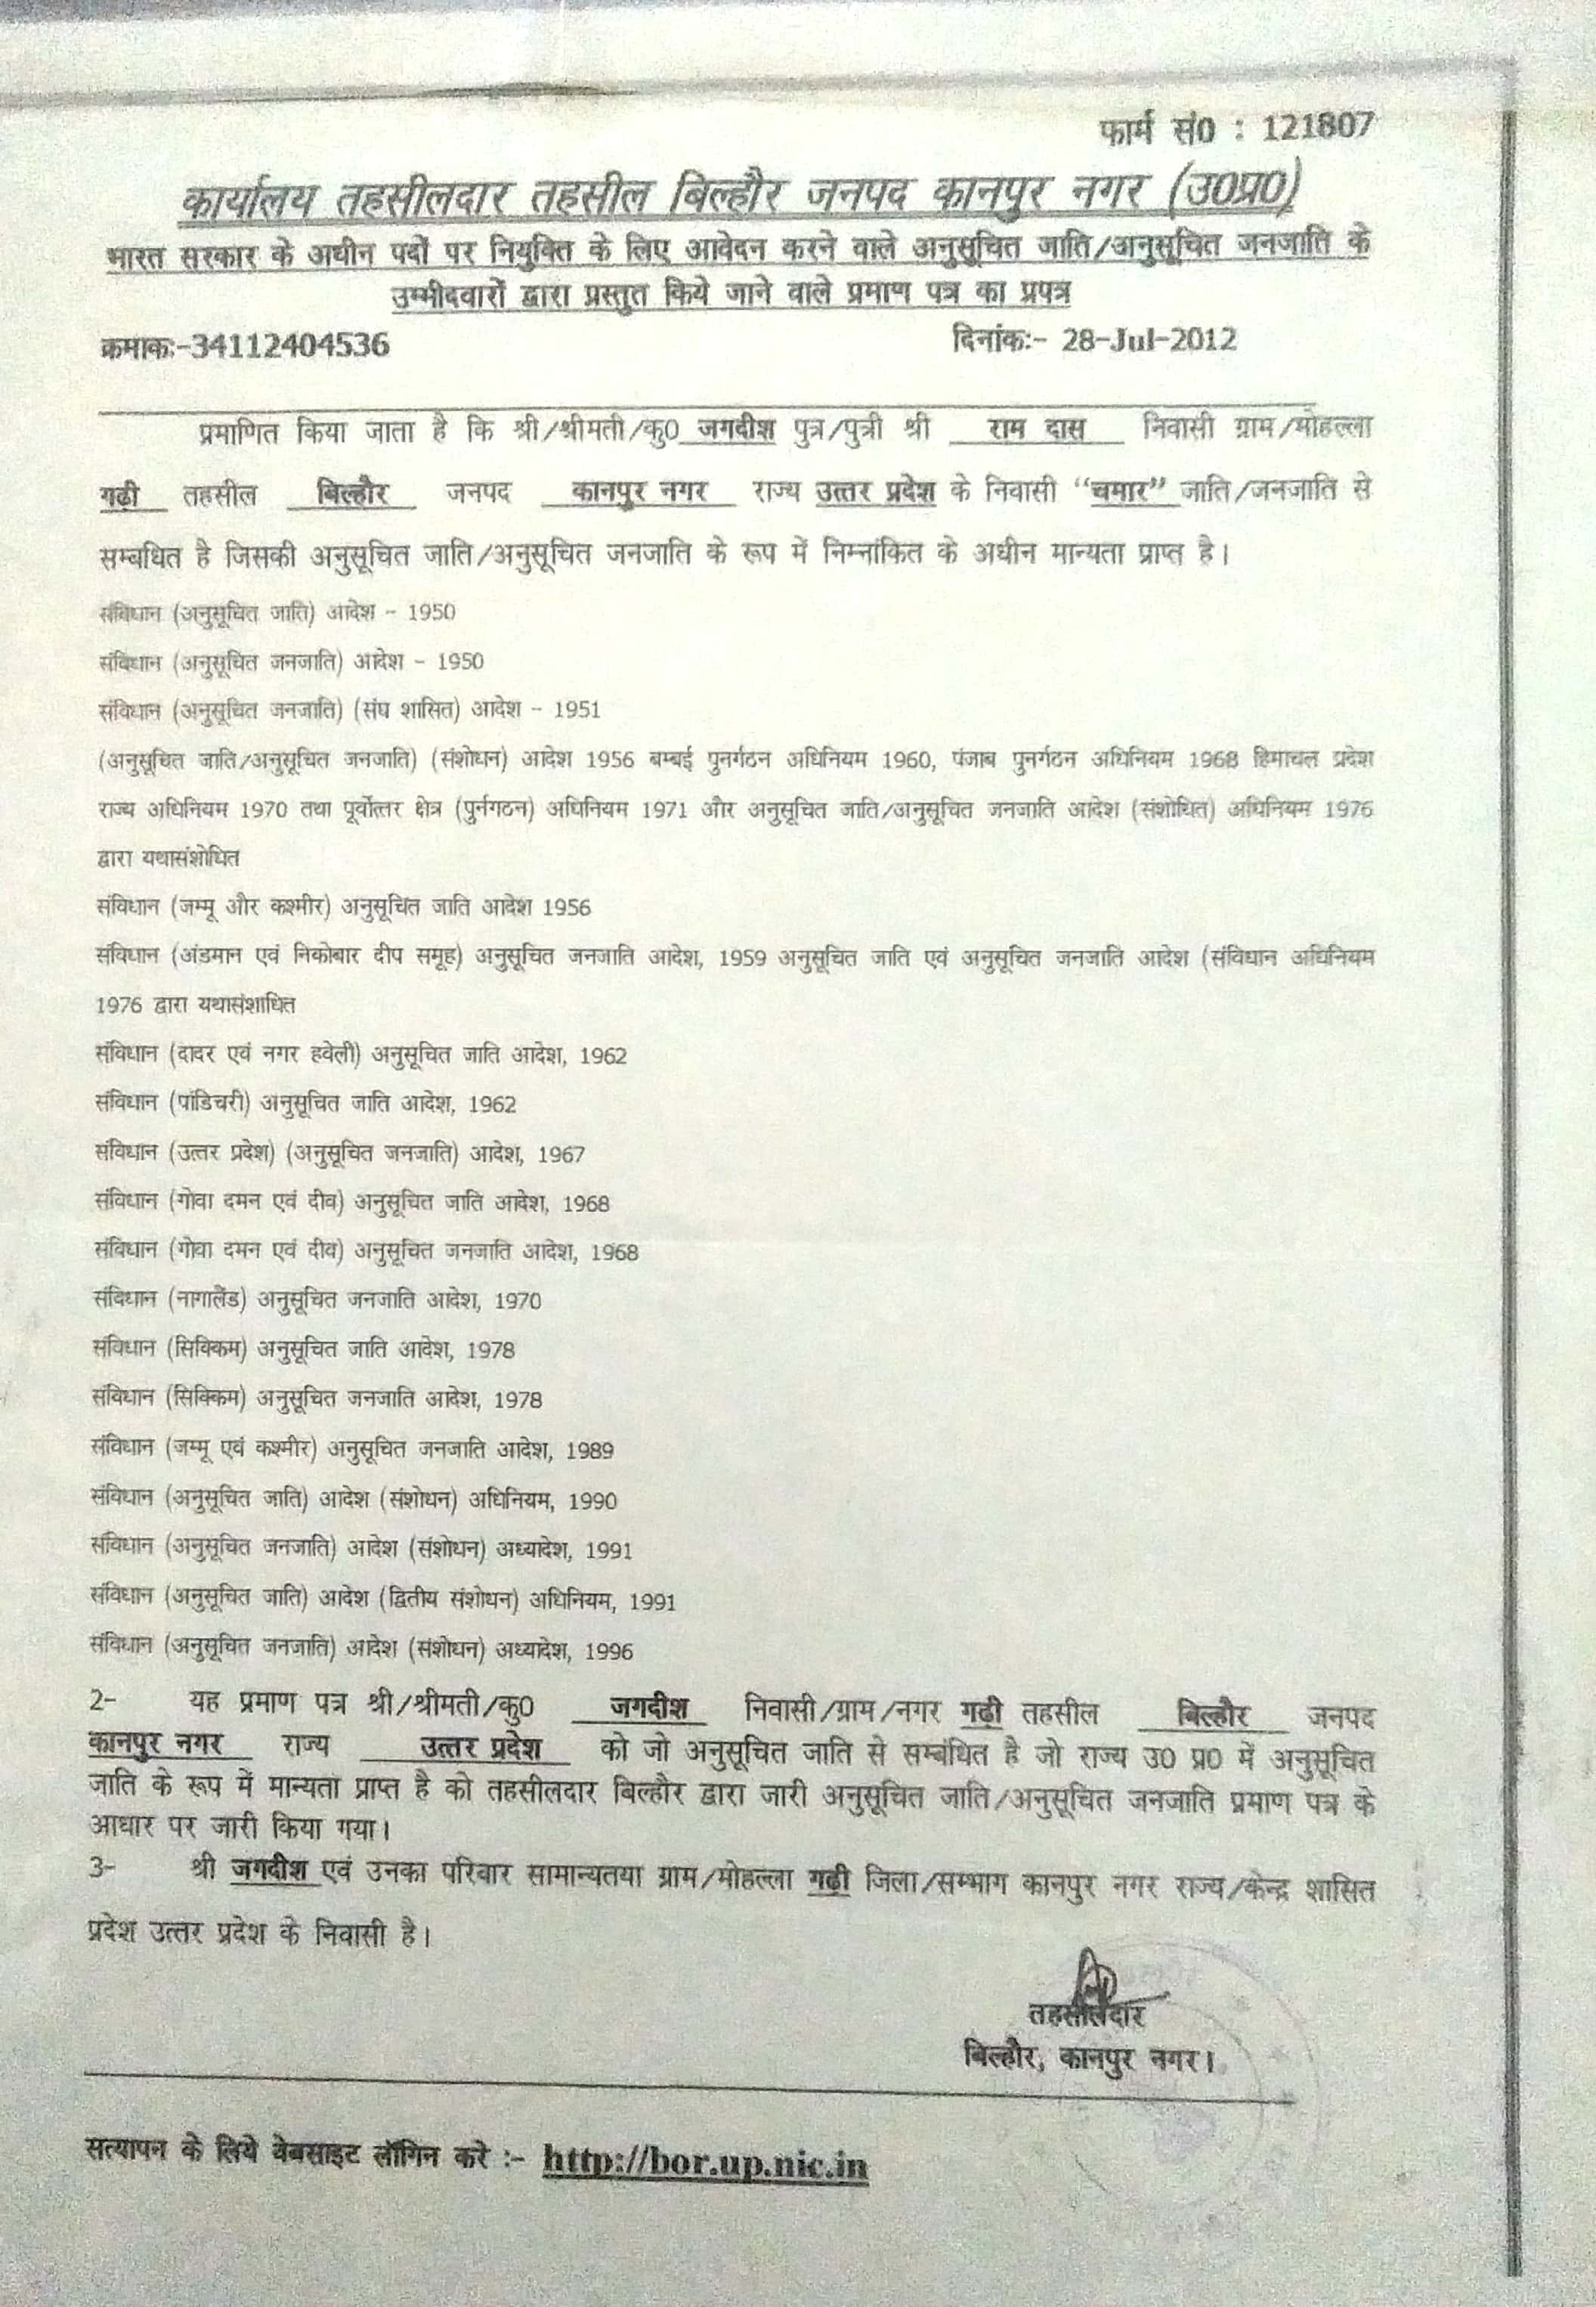 फार्म सं0 : 121807
कार्यालय तहसीलदार तहसील बिल्हौर जनपद कानपुर नगर (उ0प्र0)
भारत सरकार के अधीन पदों पर नियुक्ति के लिए आवेदन करने वाले अनुसूचित जाति/अनुसूचित जनजाति के
उम्मीदवारों द्वारा प्रस्तुत किये जाने वाले प्रमाण पत्र का प्रपत्र
क्रमाकः-34112404536 दिनांकः- 28-Jul-2012
प्रमाणित किया जाता है कि श्री/श्रीमती/कु0 जगदीश पुत्र/पुत्री श्री राम दास निवासी ग्राम/मोहल्ला
गढी तहसील बिल्हौर जनपद कानपुर नगर राज्य उत्तर प्रदेश के निवासी “चमार” जाति/जनजाति से
सम्बधित है जिसकी अनुसूचित जाति/अनुसूचित जनजाति के रूप में निम्नांकित के अधीन मान्यता प्राप्त है।
संविधान (अनुसूचित जाति) आदेश - 1950
संविधान (अनुसूचित जनजाति) आदेश - 1950
संविधान (अनुसूचित जनजाति) (संघ शासित) आदेश - 1951
(अनुसूचित जाति/अनुसूचित जनजाति) (संशोधन) आदेश 1956 बम्बई पुनर्गठन अधिनियम 1960, पंजाब पुनर्गठन अधिनियम 1968 हिमाचल प्रदेश
राज्य अधिनियम 1970 तथा पूर्वोत्तर क्षेत्र (पुर्नगठन) अधिनियम 1971 और अनुसूचित जाति/अनुसूचित जनजाति आदेश (संशोधित) अधिनियम 1976
द्वारा यथासंशोधित
संविधान (जम्मू और कश्मीर) अनुसूचित जाति आदेश 1956
संविधान (अंडमान एवं निकोबार दीप समूह) अनुसूचित जनजाति आदेश, 1959 अनुसूचित जाति एवं अनुसूचित जनजाति आदेश (संविधान अधिनियम
1976 द्वारा यथासंशाधित
संविधान (दादर एवं नगर हवेली) अनुसूचित जाति आदेश, 1962
संविधान (पांडिचरी) अनुसूचित जाति आदेश, 1962
संविधान (उत्तर प्रदेश) (अनुसूचित जनजाति) आदेश, 1967
संविधान (गोवा दमन एवं दीव) अनुसूचित जाति आदेश, 1968
संविधान (गोवा दमन एवं दीव) अनुसूचित जनजाति आदेश, 1968
संविधान (नागालैंड) अनुसूचित जनजाति आदेश, 1970
संविधान (सिक्किम) अनुसूचित जाति आदेश, 1978
संविधान (सिक्किम) अनुसूचित जनजाति आदेश, 1978
संविधान (जम्मू एवं कश्मीर) अनुसूचित जनजाति आदेश, 1989
संविधान (अनुसूचित जाति) आदेश (संशोधन) अधिनियम, 1990
संविधान (अनुसूचित जनजाति) आदेश (संशोधन) अध्यादेश, 1991
संविधान (अनुसूचित जाति) आदेश (द्वितीय संशोधन) अधिनियम, 1991
संविधान (अनुसूचित जनजाति) आदेश (संशोधन) अध्यादेश, 1996
2- यह प्रमाण पत्र श्री/श्रीमती/कु0 जगदीश निवासी/ग्राम/नगर गढी तहसील बिल्हौर जनपद
कानपुर नगर राज्य उत्तर प्रदेश को जो अनुसूचित जाति से सम्बंधित है जो राज्य उ0 प्र0 में अनुसूचित
जाति के रूप में मान्यता प्राप्त है को तहसीलदार बिल्हौर द्वारा जारी अनुसूचित जाति/अनुसूचित जनजाति प्रमाण पत्र के
आधार पर जारी किया गया।
3- श्री जगदीश एवं उनका परिवार सामान्यतया ग्राम/मोहल्ला गढी जिला/सम्भाग कानपुर नगर राज्य/केन्द्र शासित
प्रदेश उत्तर प्रदेश के निवासी है।
तहसीलदार
बिल्हौर, कानपुर नगर।
सत्यापन के लिये वेबसाइट लॉगिन करे :- http://bor.up.nic.in